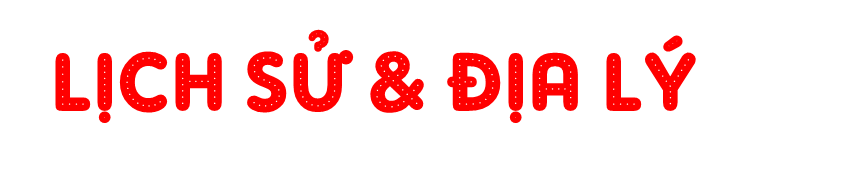 LỊCH SỬ & ĐỊA LÝ